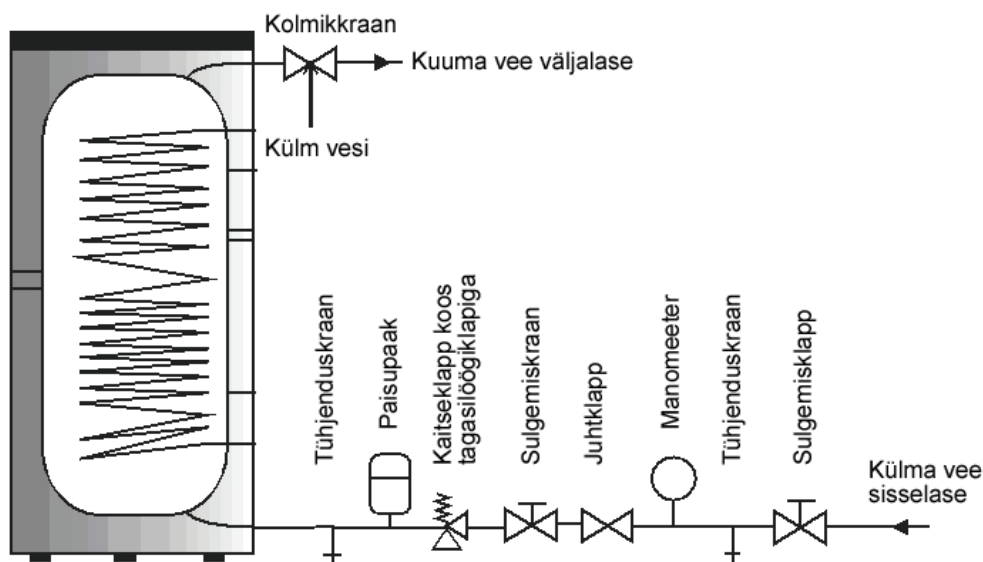 Kolmikkraan
Kuuma vee väljalase
Külm vesi
Tühjenduskraan
Paisupaak
Kaitseklapp koos
tagasilöögiklapiga
Sulgemiskraan
Juhtklapp
Manomeeter
Tühjenduskraan
Sulgemisklapp
Külma vee
sisselase